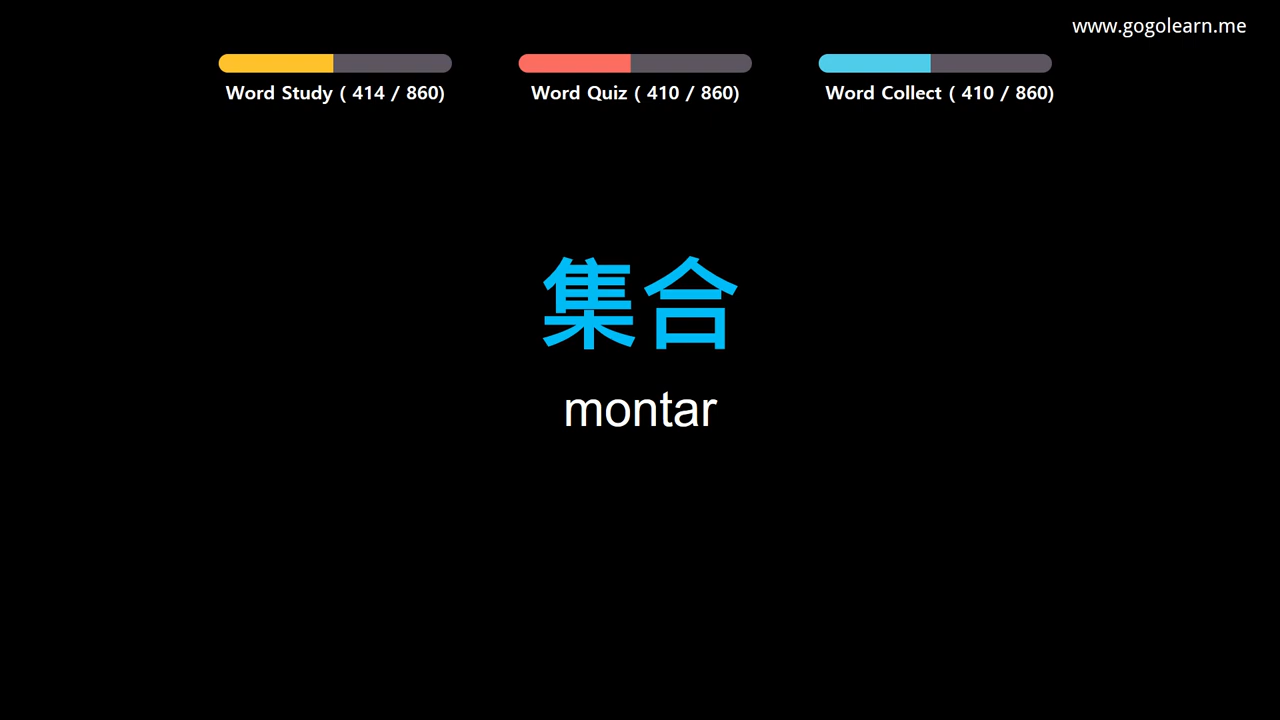 www.gogolearn.me
Word Study ( 414 / 860)
Word Quiz ( 410 / 860)
Word Collect ( 410 / 860)
集合
montar